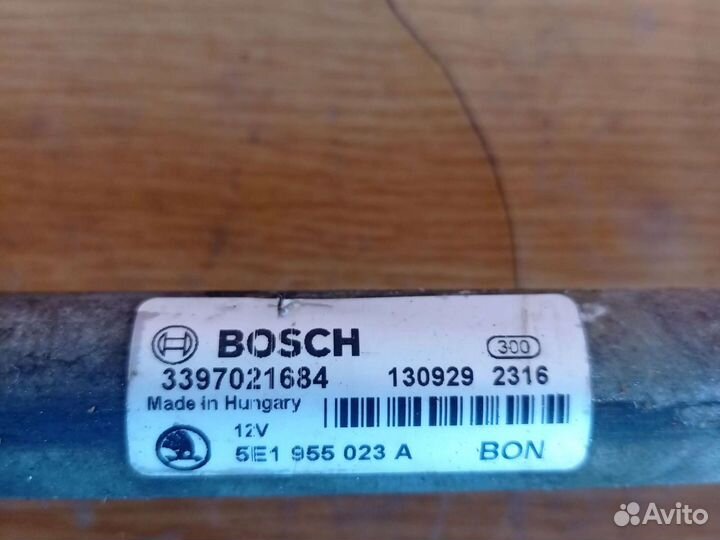 BOSCH
300
3397021684
130929 2316
Made in Hungary
12V
5E1 955 023 A
BON
Avito